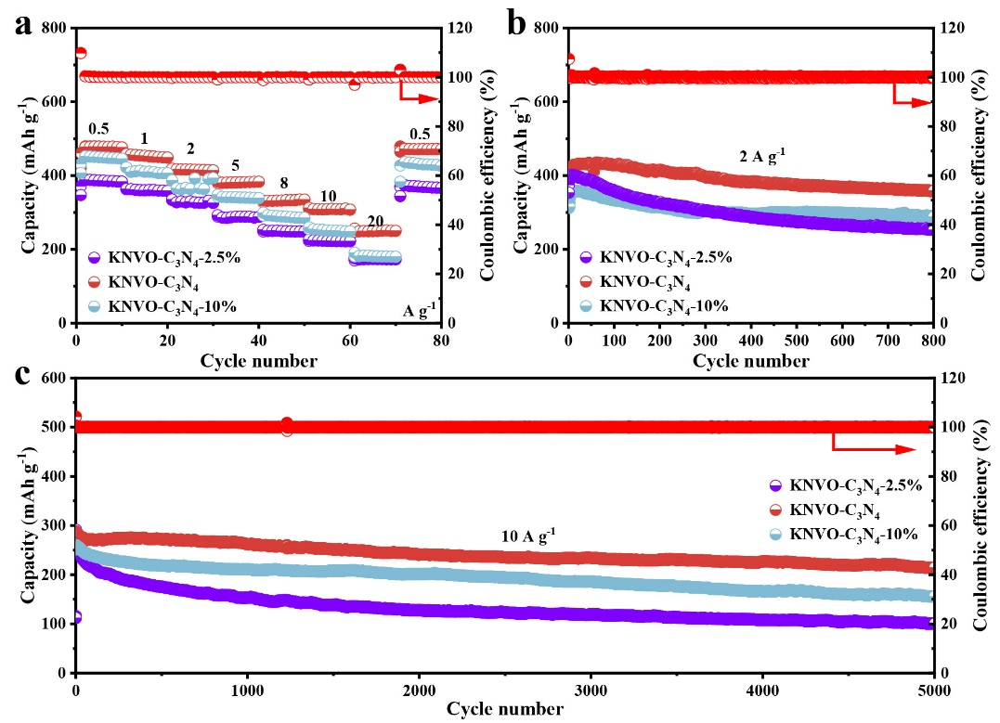 a
800
600
400
200
0
120
100
80
60
40
20
0
0 20 40 60 80
Capacity (mAh g⁻¹)
Coulombic efficiency (%)
Cycle number
0.5
1
2
5
8
10
20
0.5
KNVO-C₃N₄-2.5%
KNVO-C₃N₄
KNVO-C₃N₄-10%
A g⁻¹
b
800
600
400
200
0
120
100
80
60
40
20
0
0 100 200 300 400 500 600 700 800
Capacity (mAh g⁻¹)
Coulombic efficiency (%)
Cycle number
2 A g⁻¹
KNVO-C₃N₄-2.5%
KNVO-C₃N₄
KNVO-C₃N₄-10%
c
600
500
400
300
200
100
0
120
100
80
60
40
20
0
0 1000 2000 3000 4000 5000
Capacity (mAh g⁻¹)
Coulombic efficiency (%)
Cycle number
10 A g⁻¹
KNVO-C₃N₄-2.5%
KNVO-C₃N₄
KNVO-C₃N₄-10%